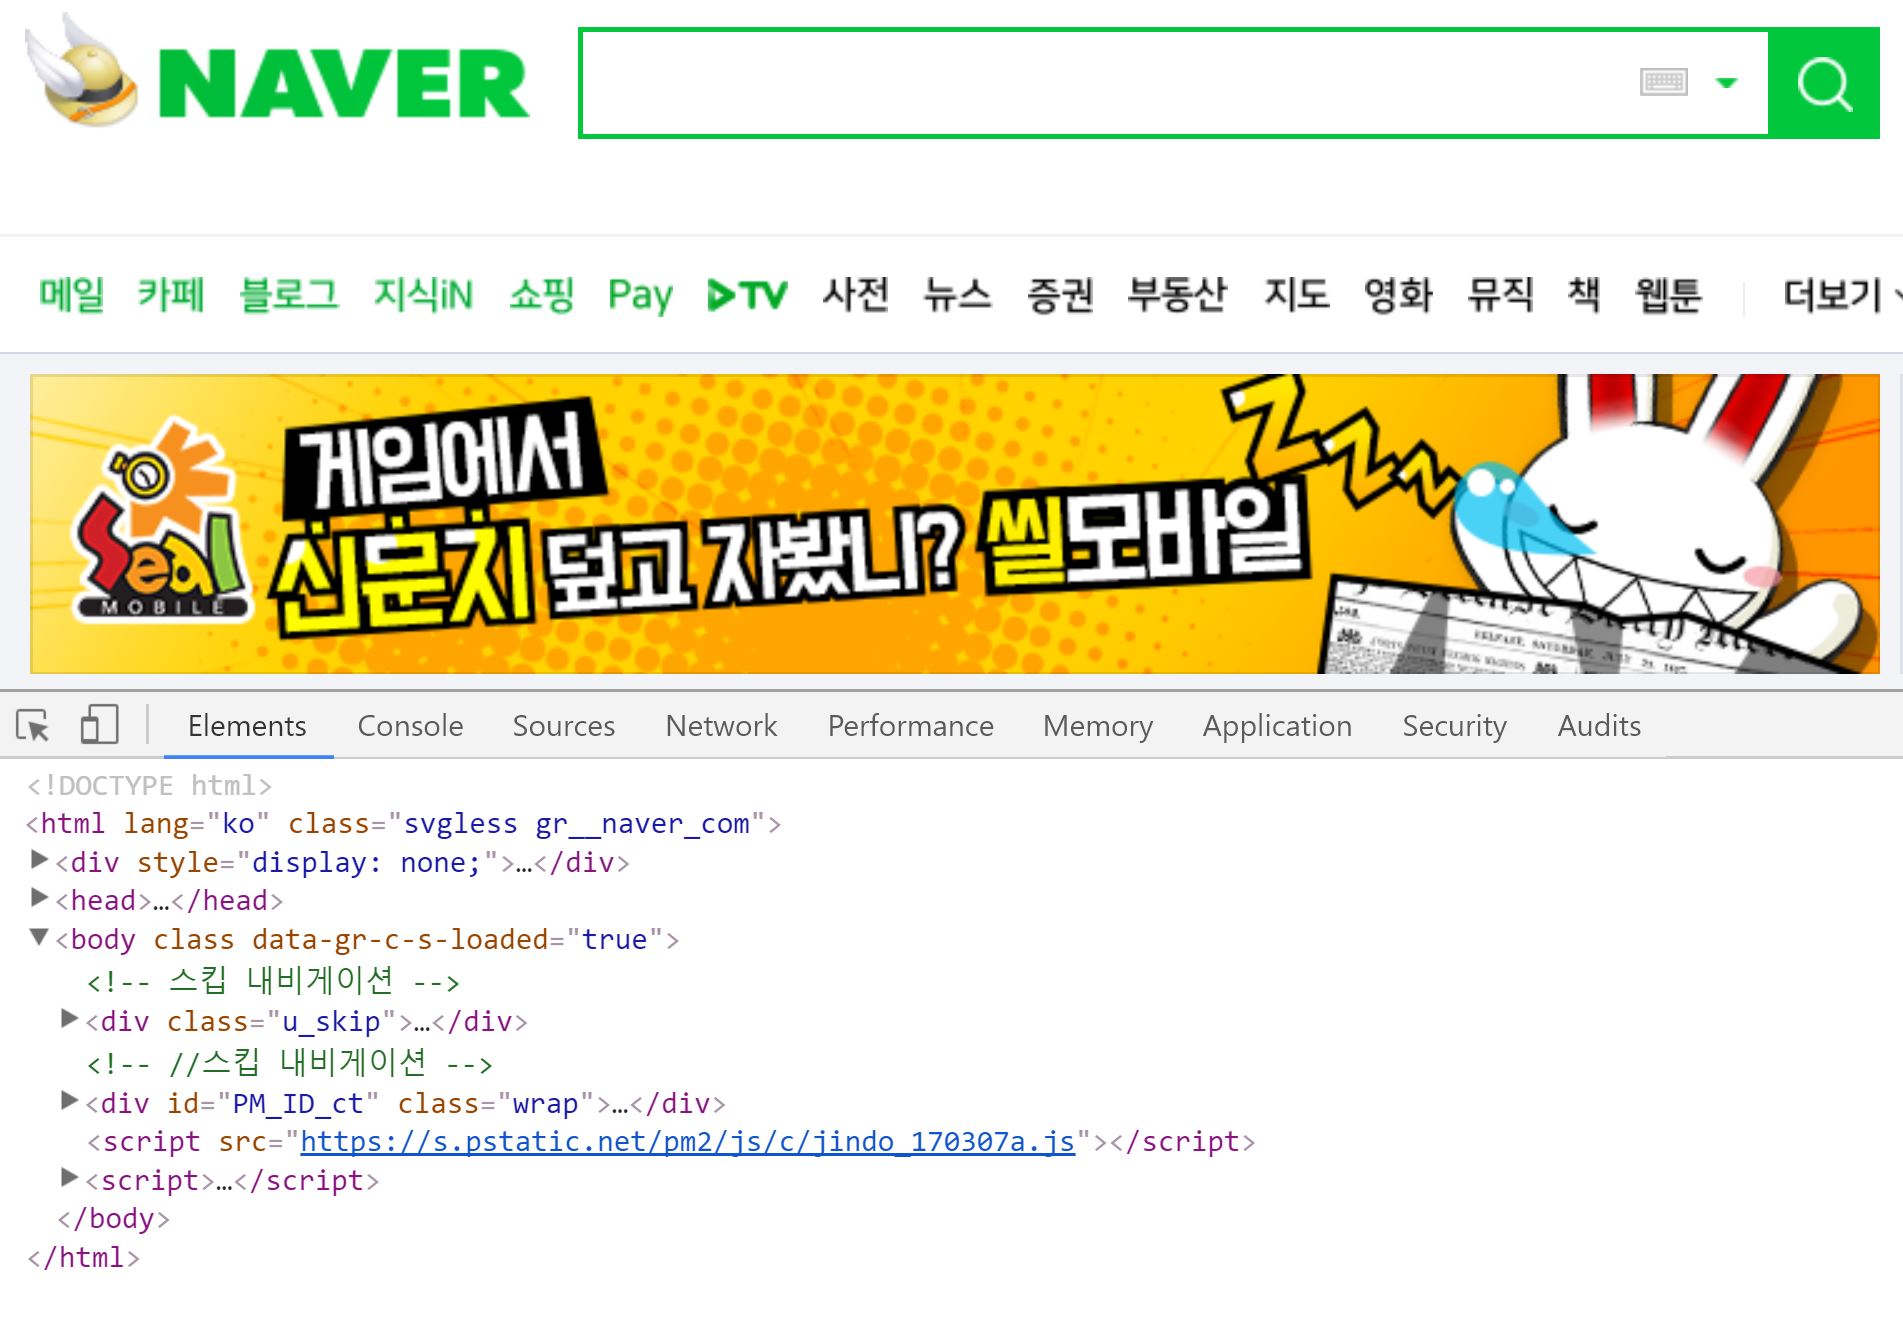 NAVER
메일 카페 블로그 지식iN 쇼핑 Pay TV 사전 뉴스 증권 부동산 지도 영화 뮤직 책 웹툰 더보기
ZZZ
게임에서
신문지 덮고 자봤니? 씰모바일
Seal
MOBILE
Elements Console Sources Network Performance Memory Application Security Audits
<!DOCTYPE html>
<html lang="ko" class="svgless gr__naver_com">
<div style="display: none;">…</div>
<head>…</head>
<body class data-gr-c-s-loaded="true">
<!-- 스킵 내비게이션 -->
<div class="u_skip">…</div>
<!-- //스킵 내비게이션 -->
<div id="PM_ID_ct" class="wrap">…</div>
<script src="https://s.pstatic.net/pm2/js/c/jindo_170307a.js"></script>
<script>…</script>
</body>
</html>